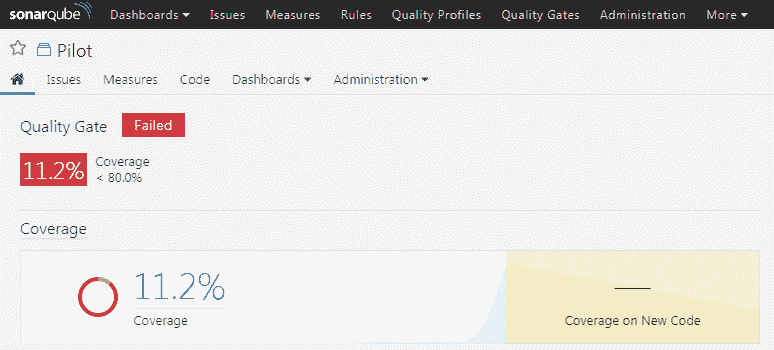 sonarqube Dashboards Issues Measures Rules Quality Profiles Quality Gates Administration More
Pilot
Issues Measures Code Dashboards Administration
Quality Gate Failed
11.2% Coverage
< 80.0%
Coverage
11.2%
Coverage
Coverage on New Code